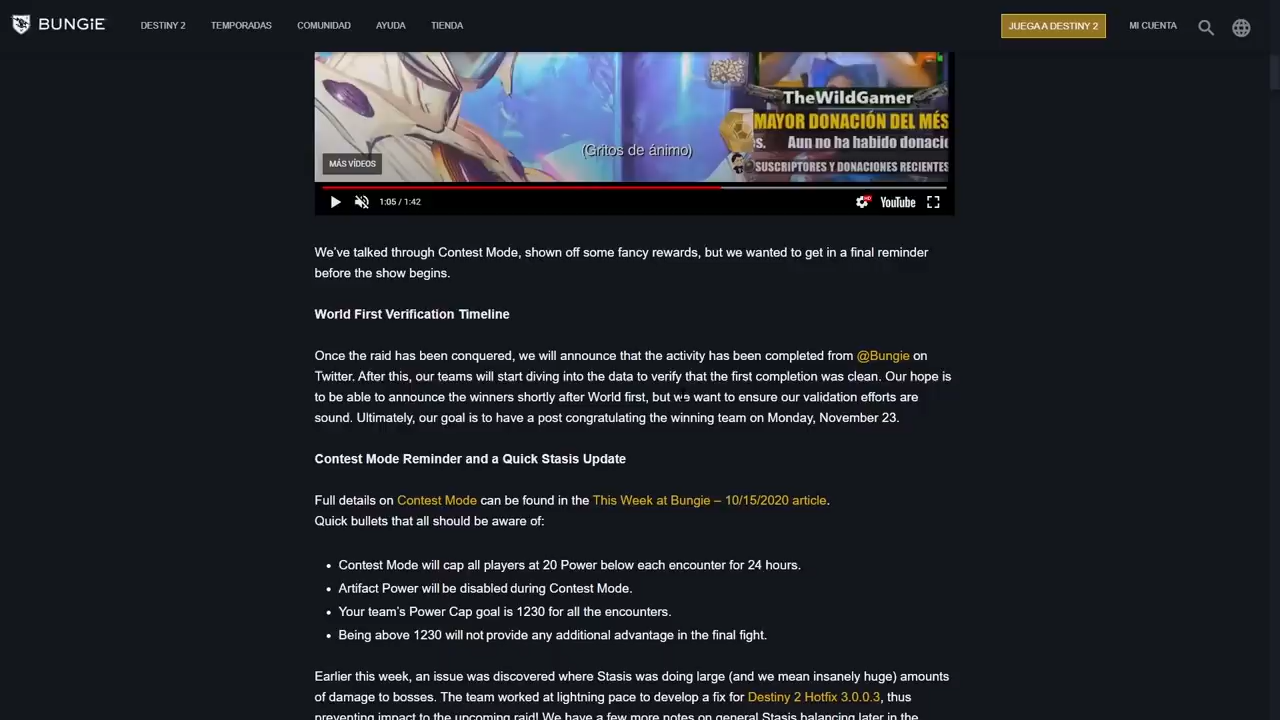 BUNGiE
DESTINY 2
TEMPORADAS
COMUNIDAD
AYUDA
TIENDA
JUEGA A DESTINY 2
MI CUENTA
TheWildGamer
MAYOR DONACIÓN DEL MÉS
s. Aun no ha habido donacio
SUSCRIPTORES Y DONACIONES RECIENTES
(Gritos de ánimo)
MÁS VÍDEOS
1:05 / 1:42
HD
YouTube
We've talked through Contest Mode, shown off some fancy rewards, but we wanted to get in a final reminder
before the show begins.
World First Verification Timeline
Once the raid has been conquered, we will announce that the activity has been completed from @Bungie on
Twitter. After this, our teams will start diving into the data to verify that the first completion was clean. Our hope is
to be able to announce the winners shortly after World first, but we want to ensure our validation efforts are
sound. Ultimately, our goal is to have a post congratulating the winning team on Monday, November 23.
Contest Mode Reminder and a Quick Stasis Update
Full details on Contest Mode can be found in the This Week at Bungie – 10/15/2020 article.
Quick bullets that all should be aware of:
• Contest Mode will cap all players at 20 Power below each encounter for 24 hours.
• Artifact Power will be disabled during Contest Mode.
• Your team's Power Cap goal is 1230 for all the encounters.
• Being above 1230 will not provide any additional advantage in the final fight.
Earlier this week, an issue was discovered where Stasis was doing large (and we mean insanely huge) amounts
of damage to bosses. The team worked at lightning pace to develop a fix for Destiny 2 Hotfix 3.0.0.3, thus
preventing impact to the upcoming raid! We have a few more notes on general Stasis balancing later in the